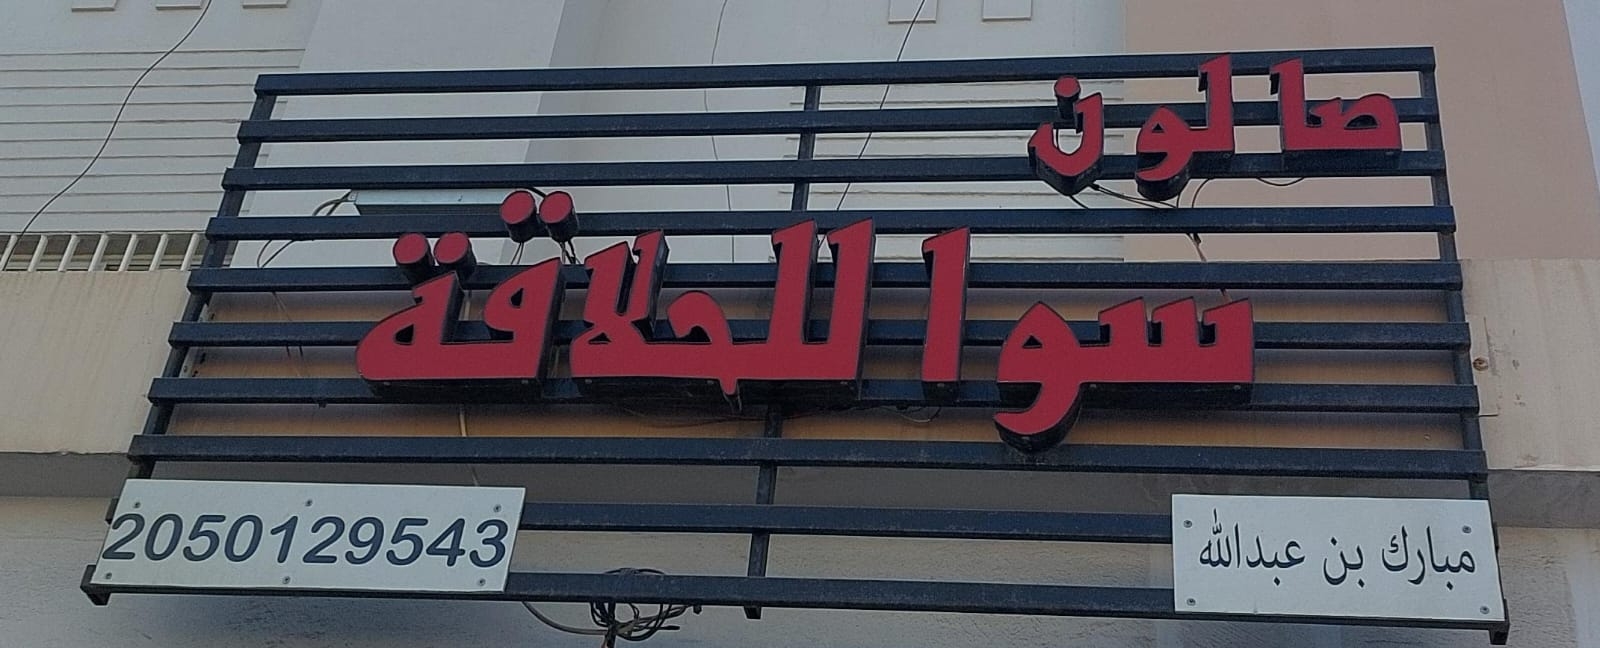 صالون
سوا للحلاقة
مبارك بن عبدالله
2050129543